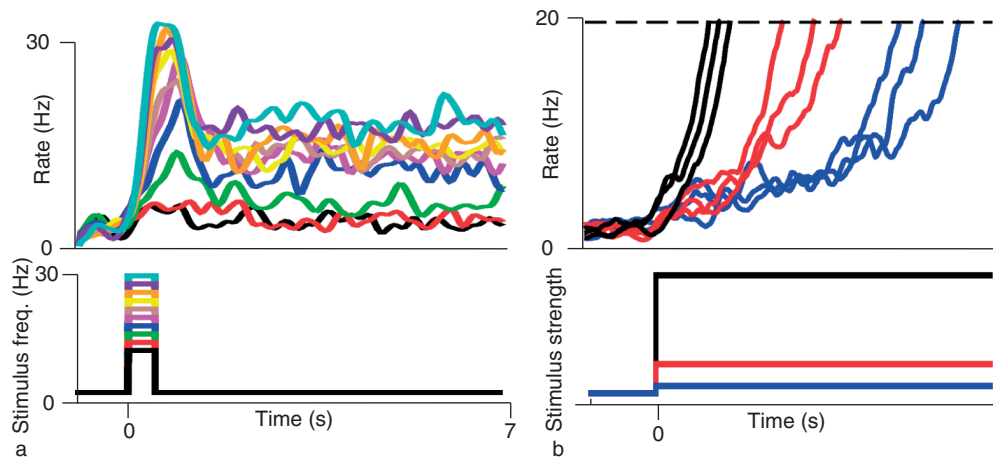 30
Rate (Hz)
0
30
Stimulus freq. (Hz)
0
0
Time (s)
7
a
20
Rate (Hz)
0
Stimulus strength
0
Time (s)
b